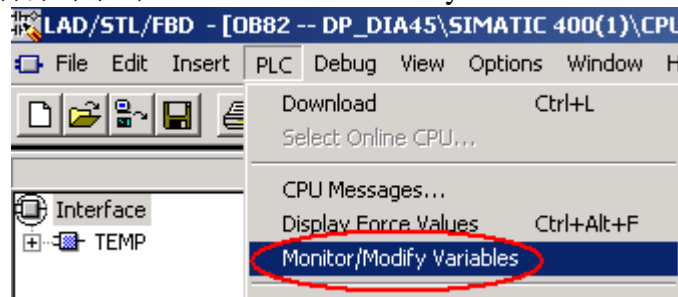 LAD/STL/FBD - [OB82 -- DP_DIA45\SIMATIC 400(1)\CPU
File Edit Insert PLC Debug View Options Window H
Download Ctrl+L
Select Online CPU...
CPU Messages...
Interface
Display Force Values Ctrl+Alt+F
TEMP
Monitor/Modify Variables